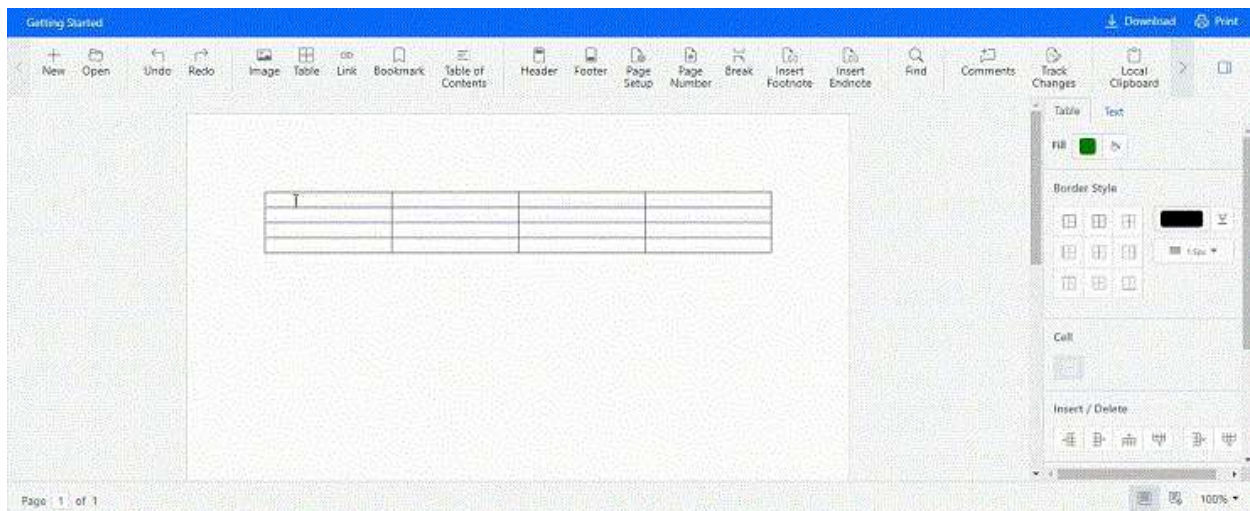 Getting Started
Download Print
New Open Undo Redo Image Table Link Bookmark Table of Contents Header Footer Page Setup Page Number Break Insert Footnote Insert Endnote Find Comments Track Changes Local Clipboard
Table Text
Fill
Border Style
1.5px
Cell
Insert / Delete
Page 1 of 1
100%